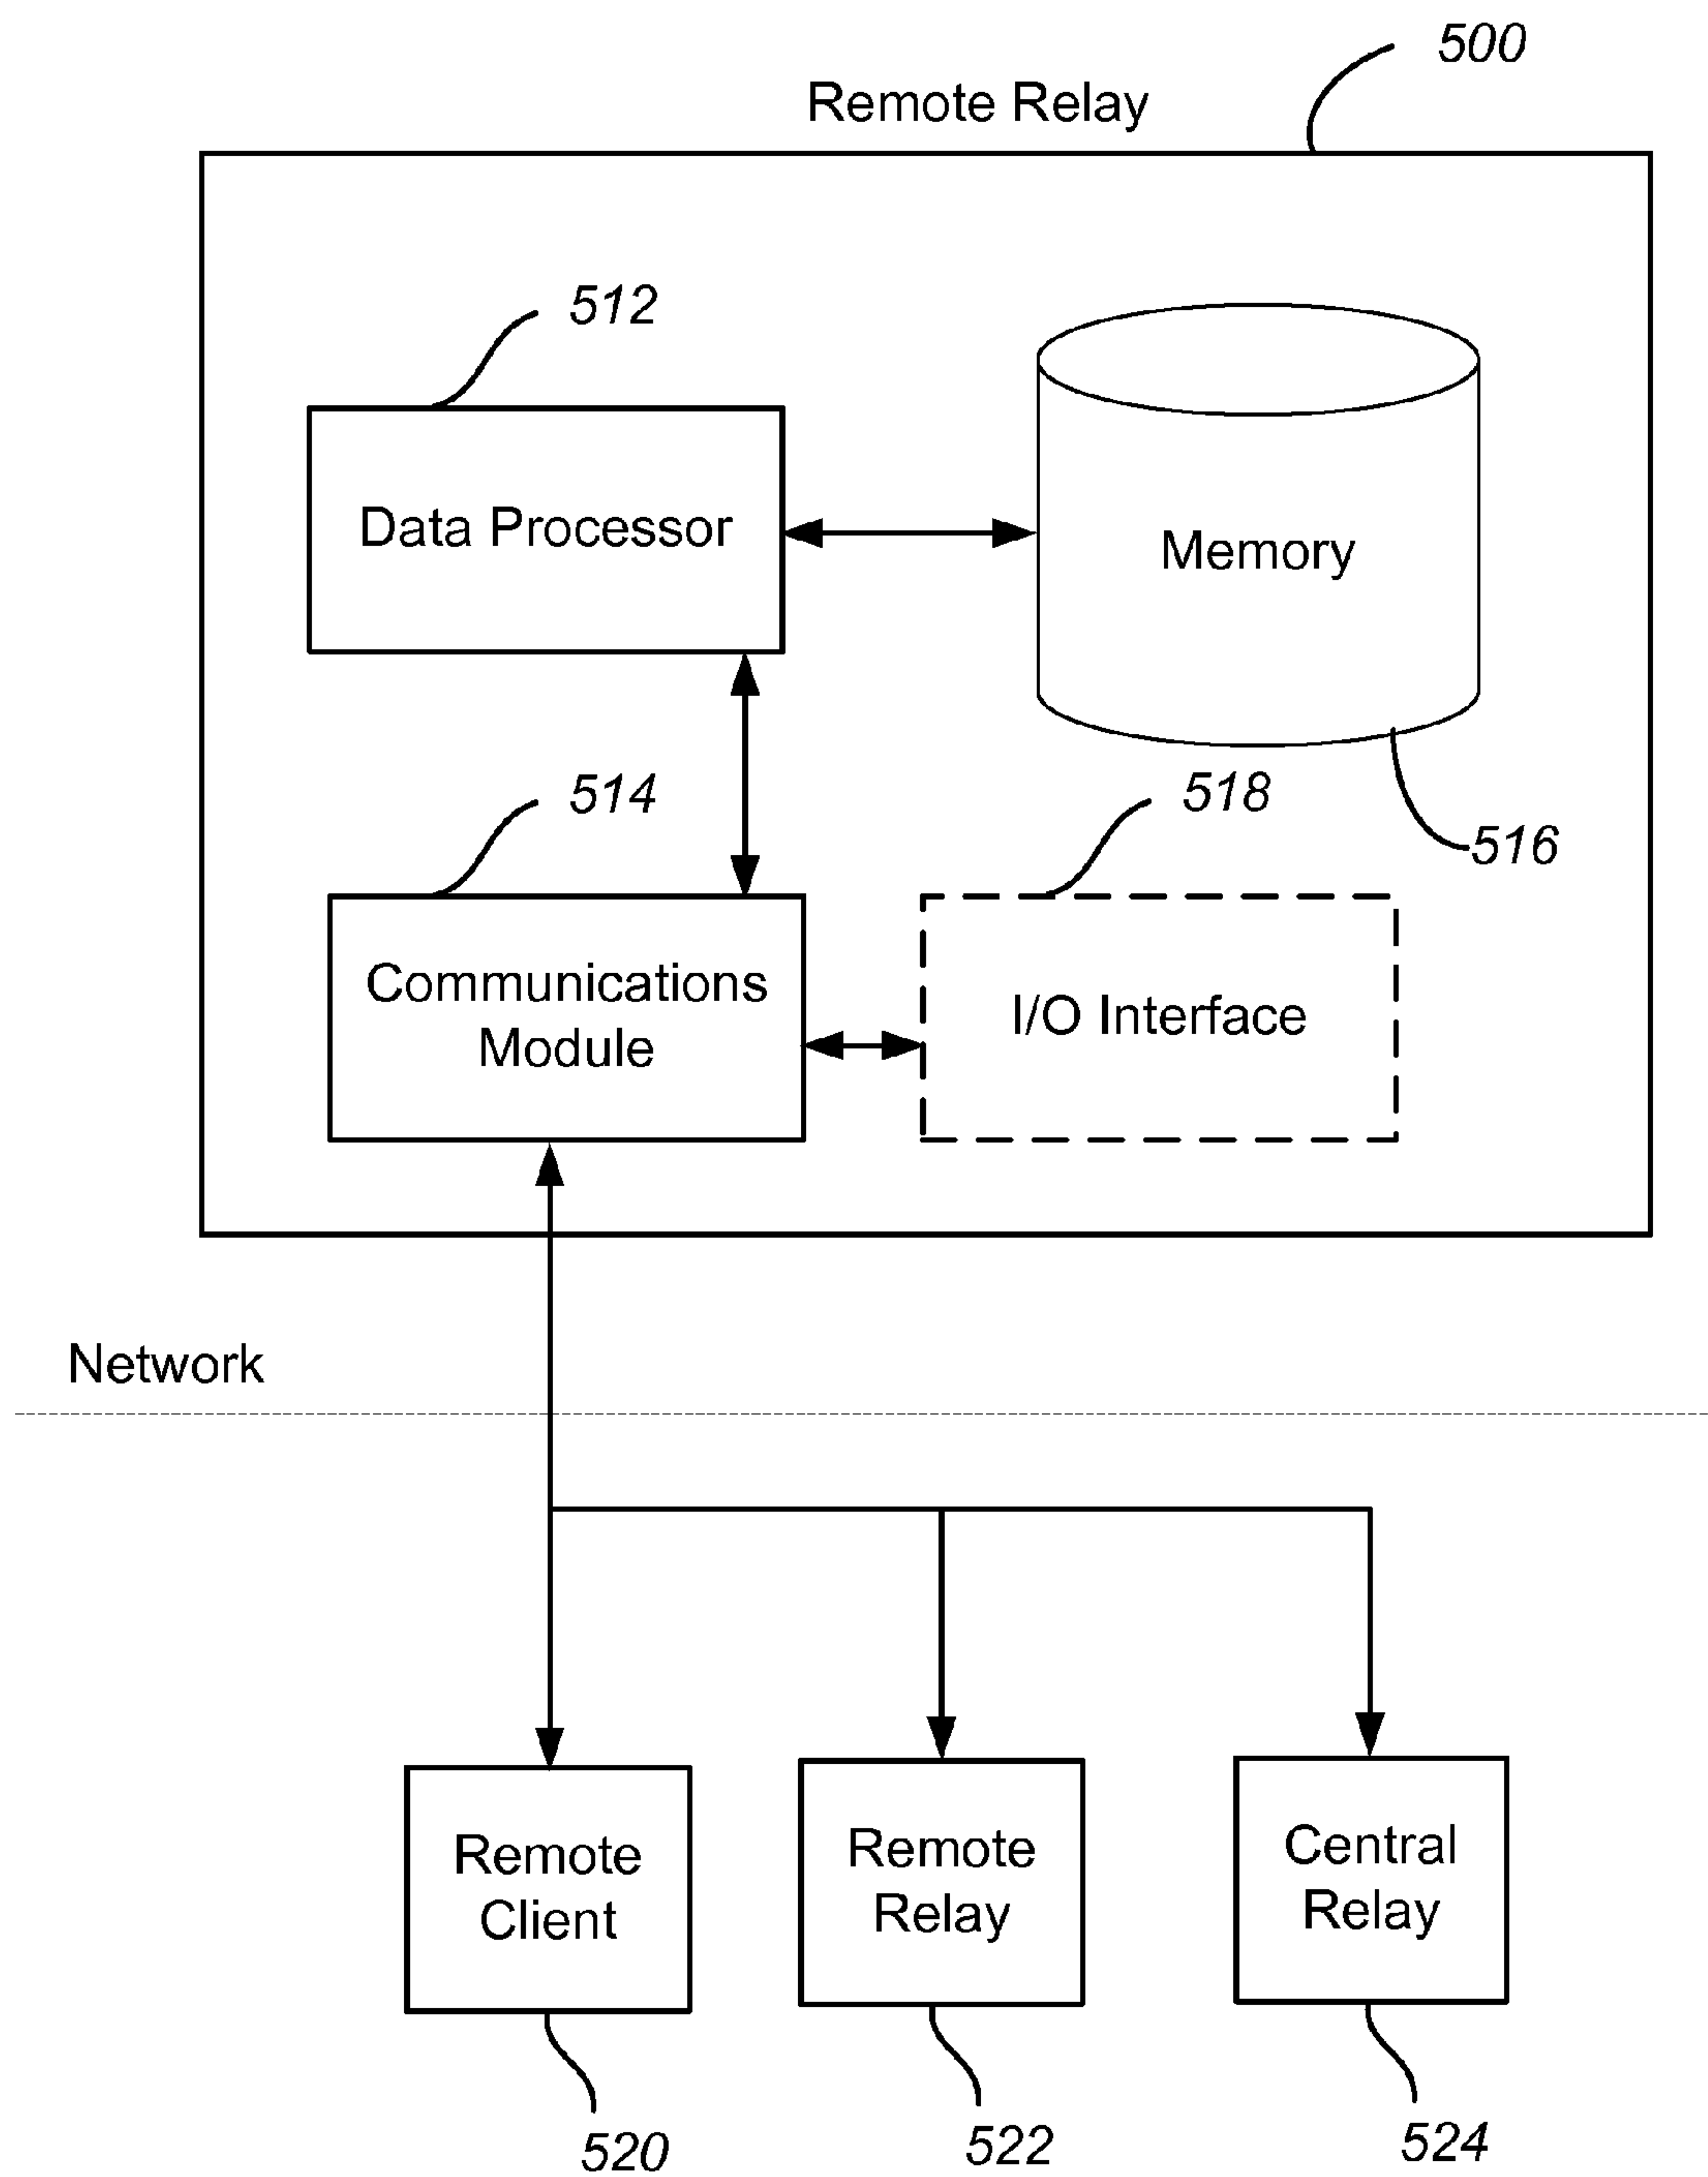 500
Remote Relay
512
Data Processor
Memory
514
518
516
Communications
Module
I/O Interface
Network
Remote
Client
Remote
Relay
Central
Relay
520
522
524